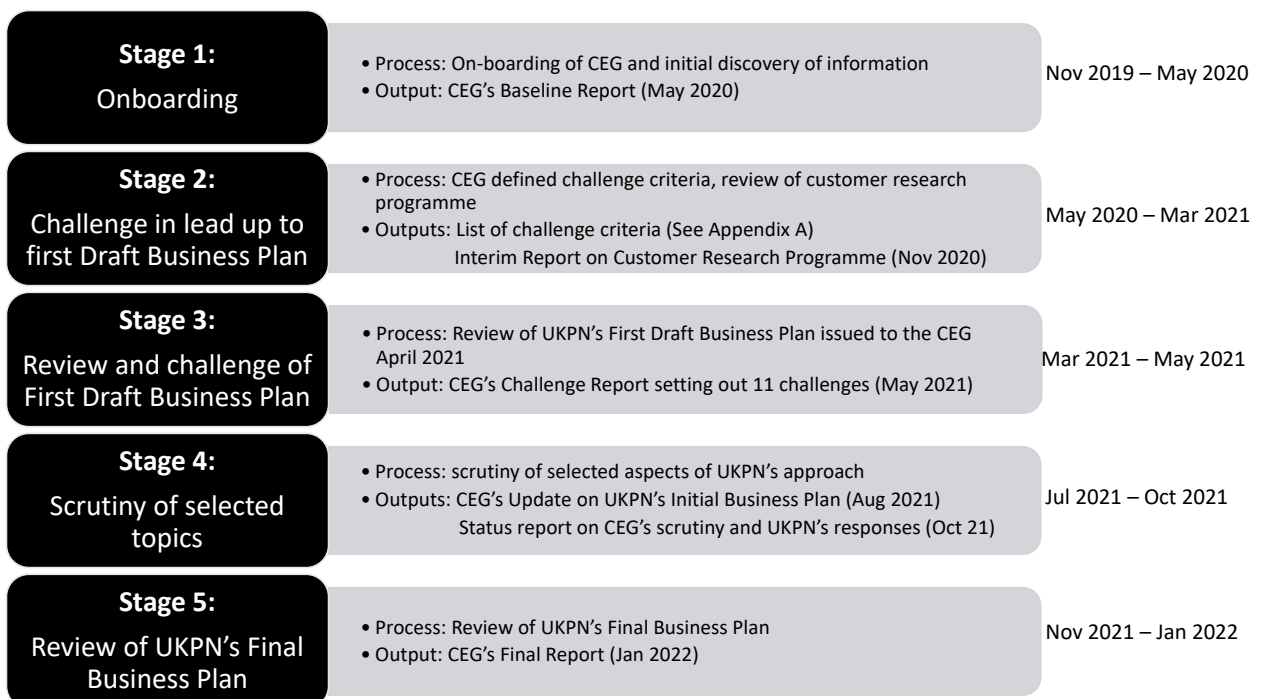 Stage 1:
Onboarding
• Process: On-boarding of CEG and initial discovery of information
• Output: CEG's Baseline Report (May 2020)
Nov 2019 – May 2020
Stage 2:
Challenge in lead up to
first Draft Business Plan
• Process: CEG defined challenge criteria, review of customer research
programme
• Outputs: List of challenge criteria (See Appendix A)
Interim Report on Customer Research Programme (Nov 2020)
May 2020 – Mar 2021
Stage 3:
Review and challenge of
First Draft Business Plan
• Process: Review of UKPN's First Draft Business Plan issued to the CEG
April 2021
• Output: CEG's Challenge Report setting out 11 challenges (May 2021)
Mar 2021 – May 2021
Stage 4:
Scrutiny of selected
topics
• Process: scrutiny of selected aspects of UKPN's approach
• Outputs: CEG's Update on UKPN's Initial Business Plan (Aug 2021)
Status report on CEG's scrutiny and UKPN's responses (Oct 21)
Jul 2021 – Oct 2021
Stage 5:
Review of UKPN's Final
Business Plan
• Process: Review of UKPN's Final Business Plan
• Output: CEG's Final Report (Jan 2022)
Nov 2021 – Jan 2022